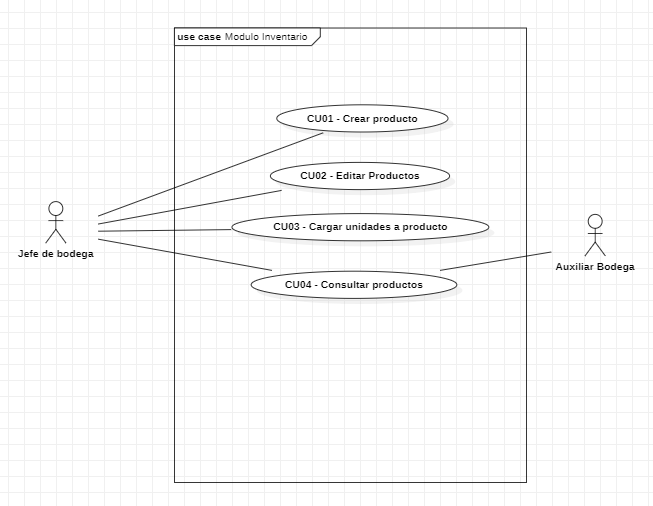 use case Modulo Inventario
CU01 - Crear producto
CU02 - Editar Productos
CU03 - Cargar unidades a producto
Jefe de bodega
Auxiliar Bodega
CU04 - Consultar productos